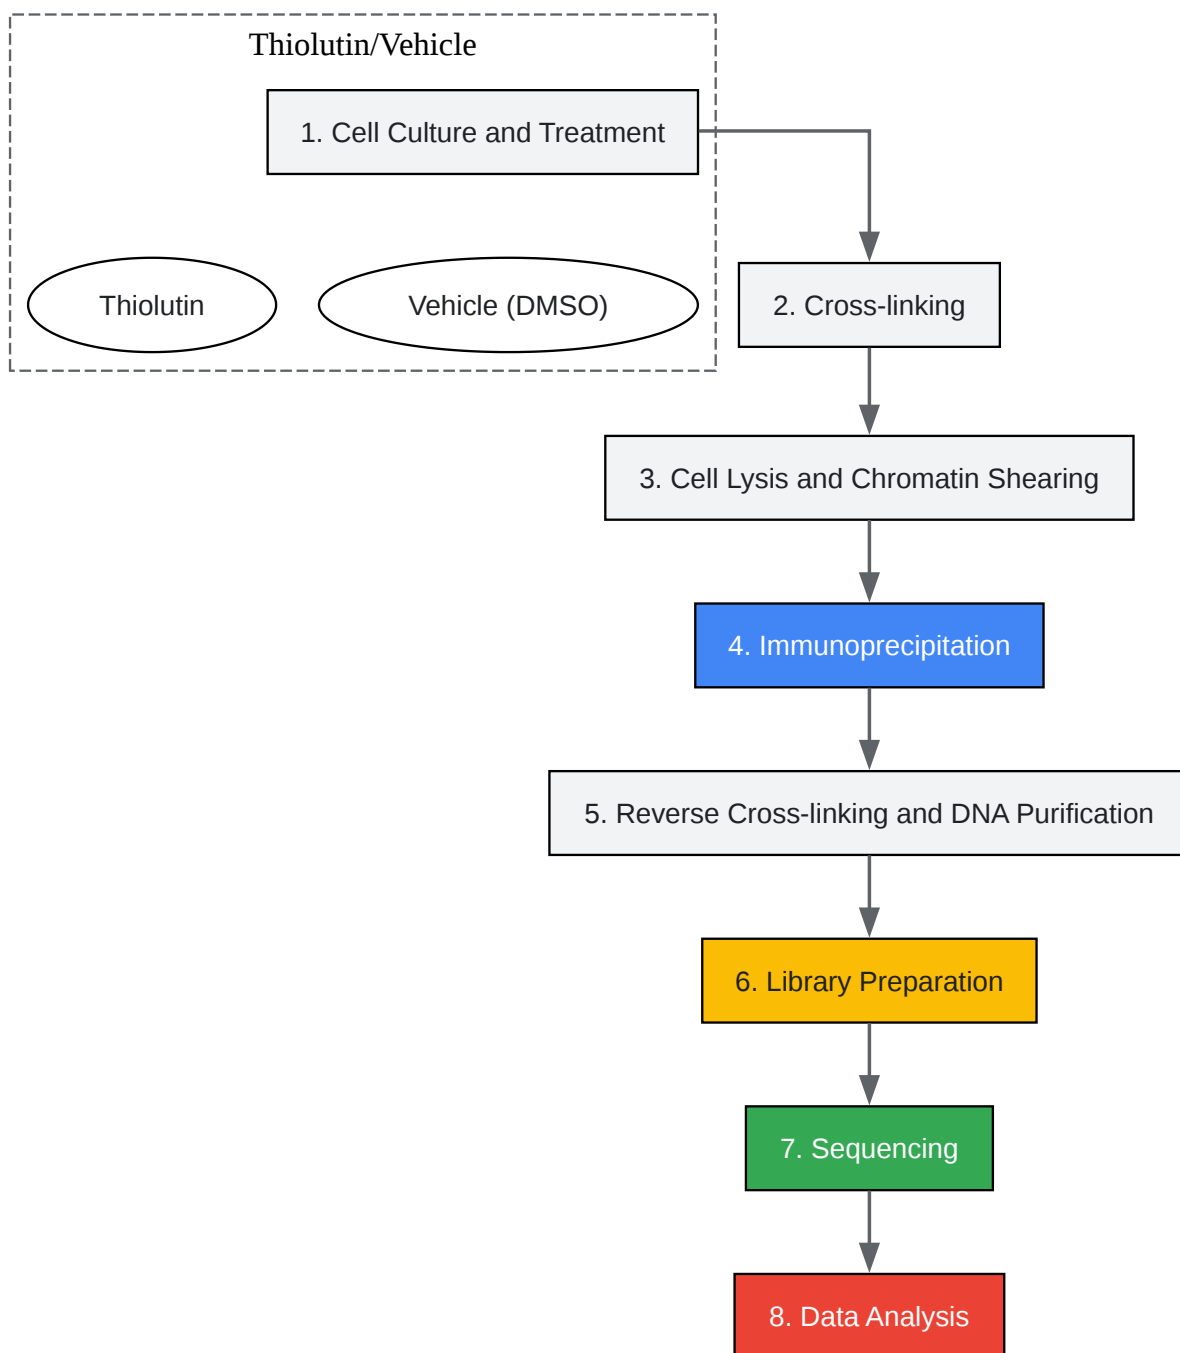 Thiolutin/Vehicle
1. Cell Culture and Treatment
Thiolutin
Vehicle (DMSO)
2. Cross-linking
3. Cell Lysis and Chromatin Shearing
4. Immunoprecipitation
5. Reverse Cross-linking and DNA Purification
6. Library Preparation
7. Sequencing
8. Data Analysis